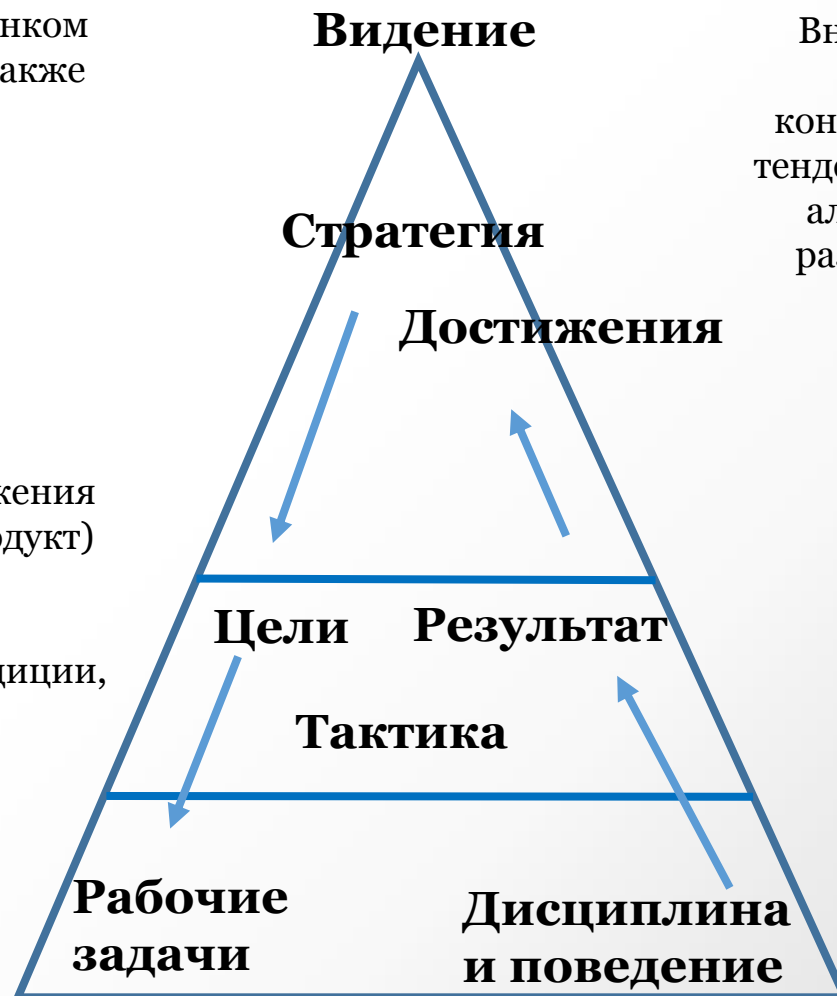 Видение
Стратегия
Достижения
Цели
Результат
Тактика
Рабочие
задачи
Дисциплина
и поведение